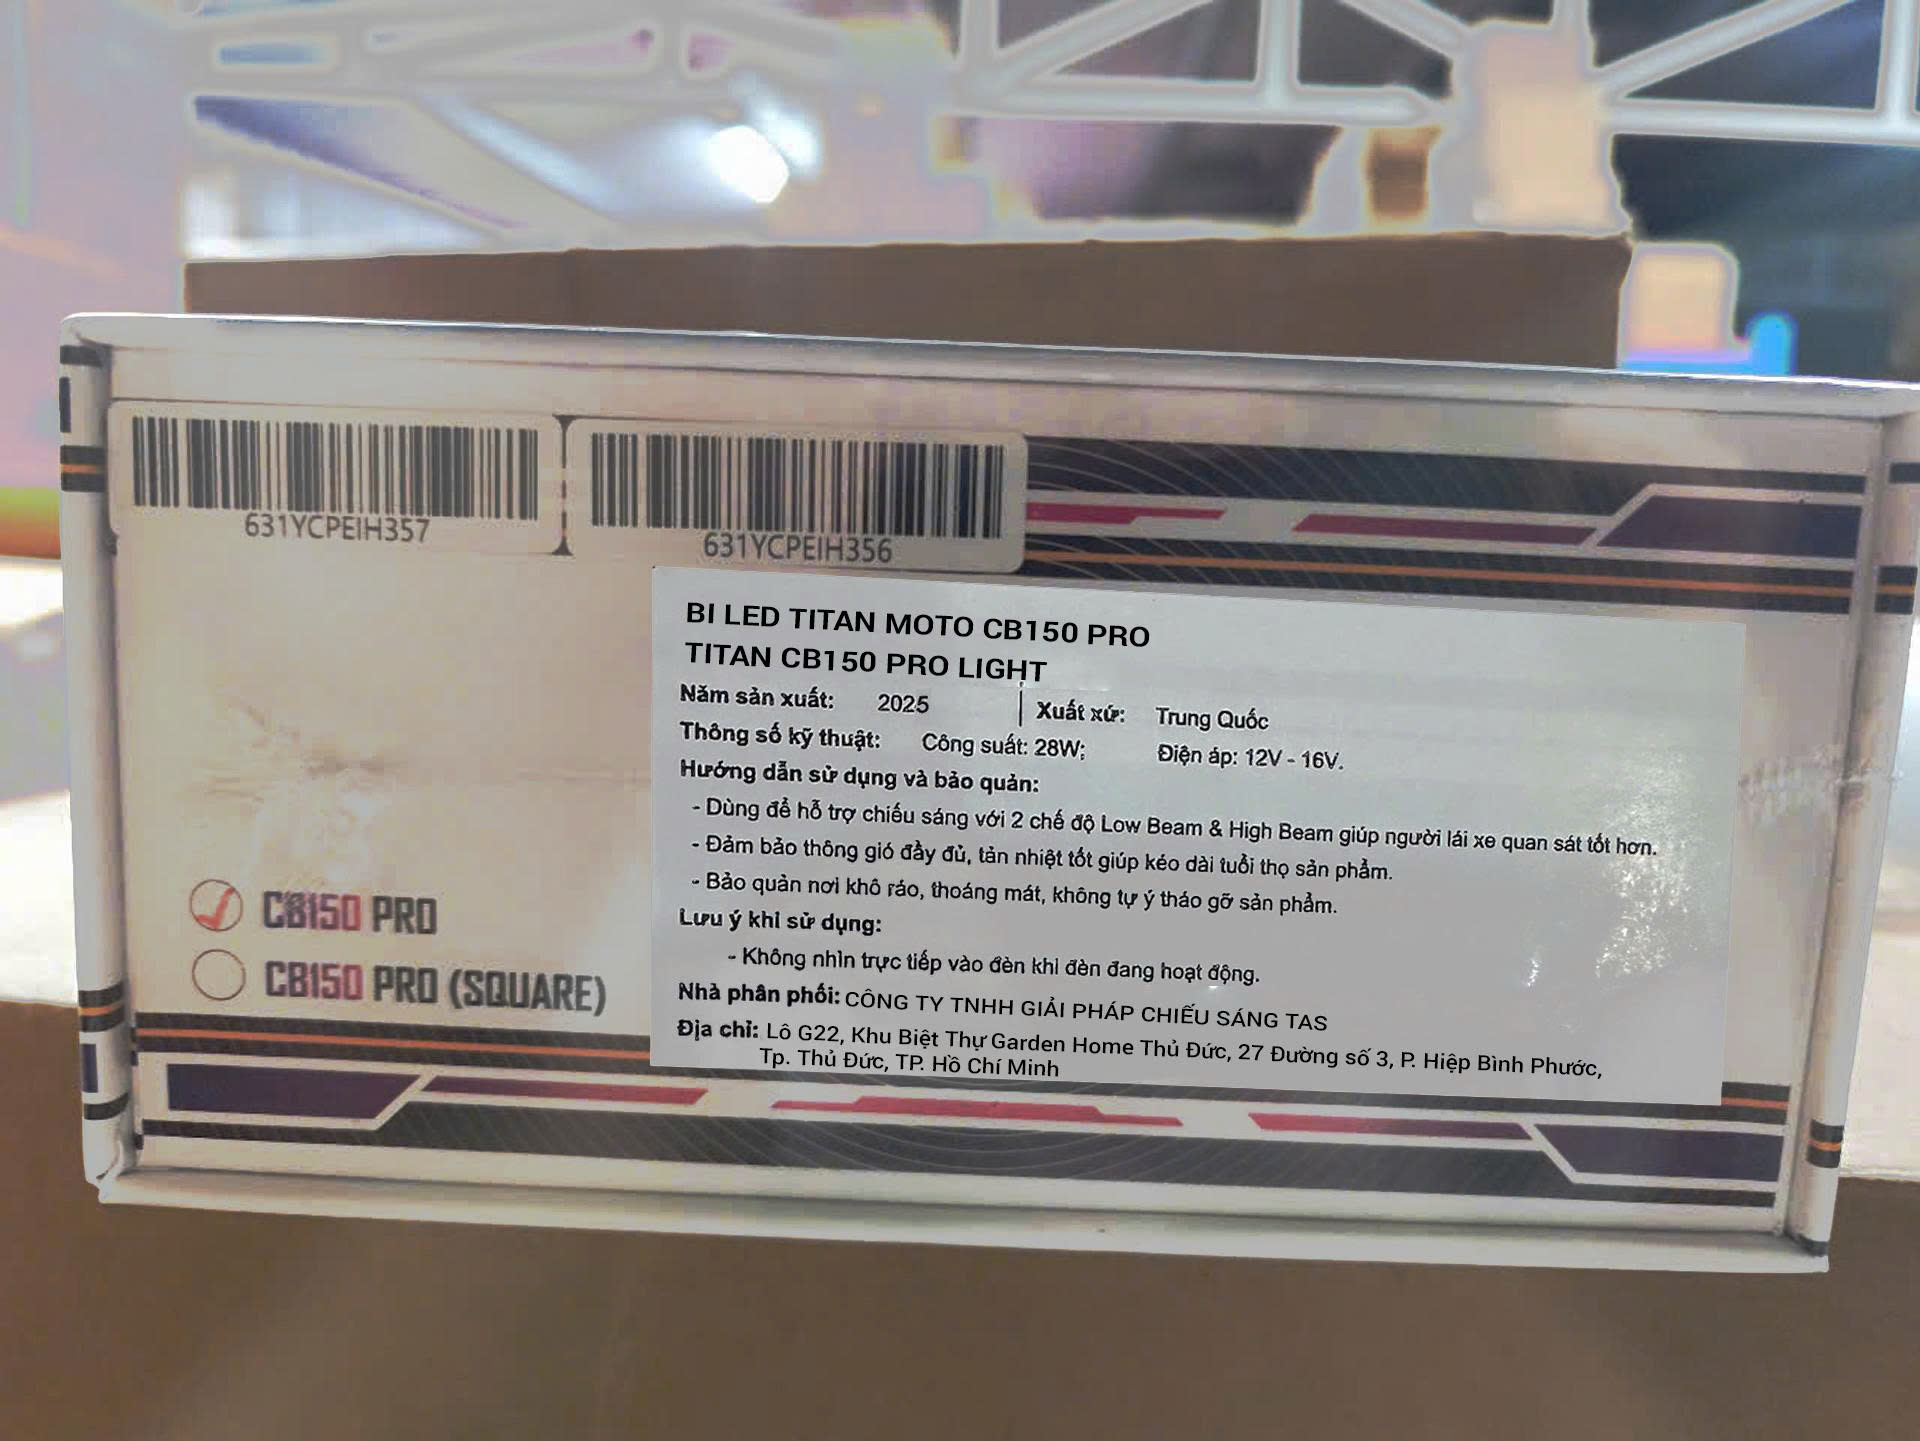 631YCPEIH357
631YCPEIH356
BI LED TITAN MOTO CB150 PRO
TITAN CB150 PRO LIGHT
Năm sản xuất: 2025 | Xuất xứ: Trung Quốc
Thông số kỹ thuật: Công suất: 28W; Điện áp: 12V - 16V.
Hướng dẫn sử dụng và bảo quản:
- Dùng để hỗ trợ chiếu sáng với 2 chế độ Low Beam & High Beam giúp người lái xe quan sát tốt hơn.
- Đảm bảo thông gió đầy đủ, tản nhiệt tốt giúp kéo dài tuổi thọ sản phẩm.
- Bảo quản nơi khô ráo, thoáng mát, không tự ý tháo gỡ sản phẩm.
Lưu ý khi sử dụng:
- Không nhìn trực tiếp vào đèn khi đèn đang hoạt động.
Nhà phân phối: CÔNG TY TNHH GIẢI PHÁP CHIẾU SÁNG TAS
Địa chỉ: Lô G22, Khu Biệt Thự Garden Home Thủ Đức, 27 Đường số 3, P. Hiệp Bình Phước,
Tp. Thủ Đức, TP. Hồ Chí Minh
CB150 PRO
CB150 PRO (SQUARE)